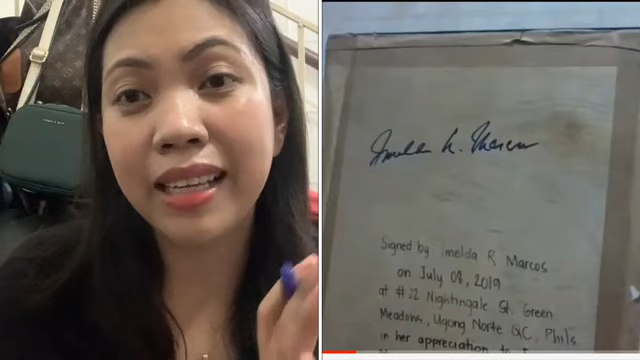 Imelda R. Marcos
Signed by Imelda R Marcos
on July 08, 2019
at #22 Nightingale St. Green
Meadows, Ugong Norte QC, Phil's
in her appreciation to